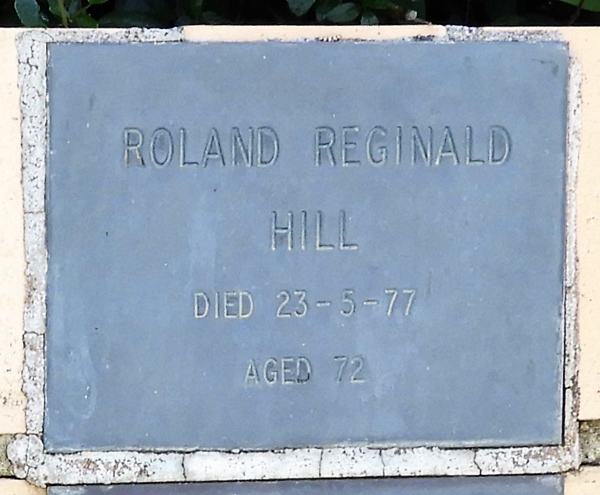 ROLAND REGINALD
HILL
DIED 23-5-77
AGED 72